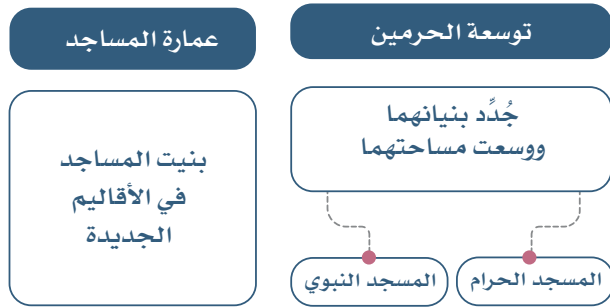 توسعة الحرمين
جُدِّد بنيانهما
ووسعت مساحتهما
المسجد الحرام
المسجد النبوي
عمارة المساجد
بنيت المساجد
في الأقاليم
الجديدة